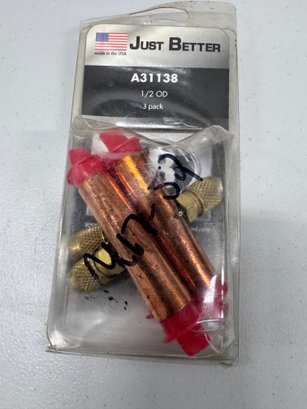 JUST BETTER
made in the USA
A31138
1/2 OD
3 pack